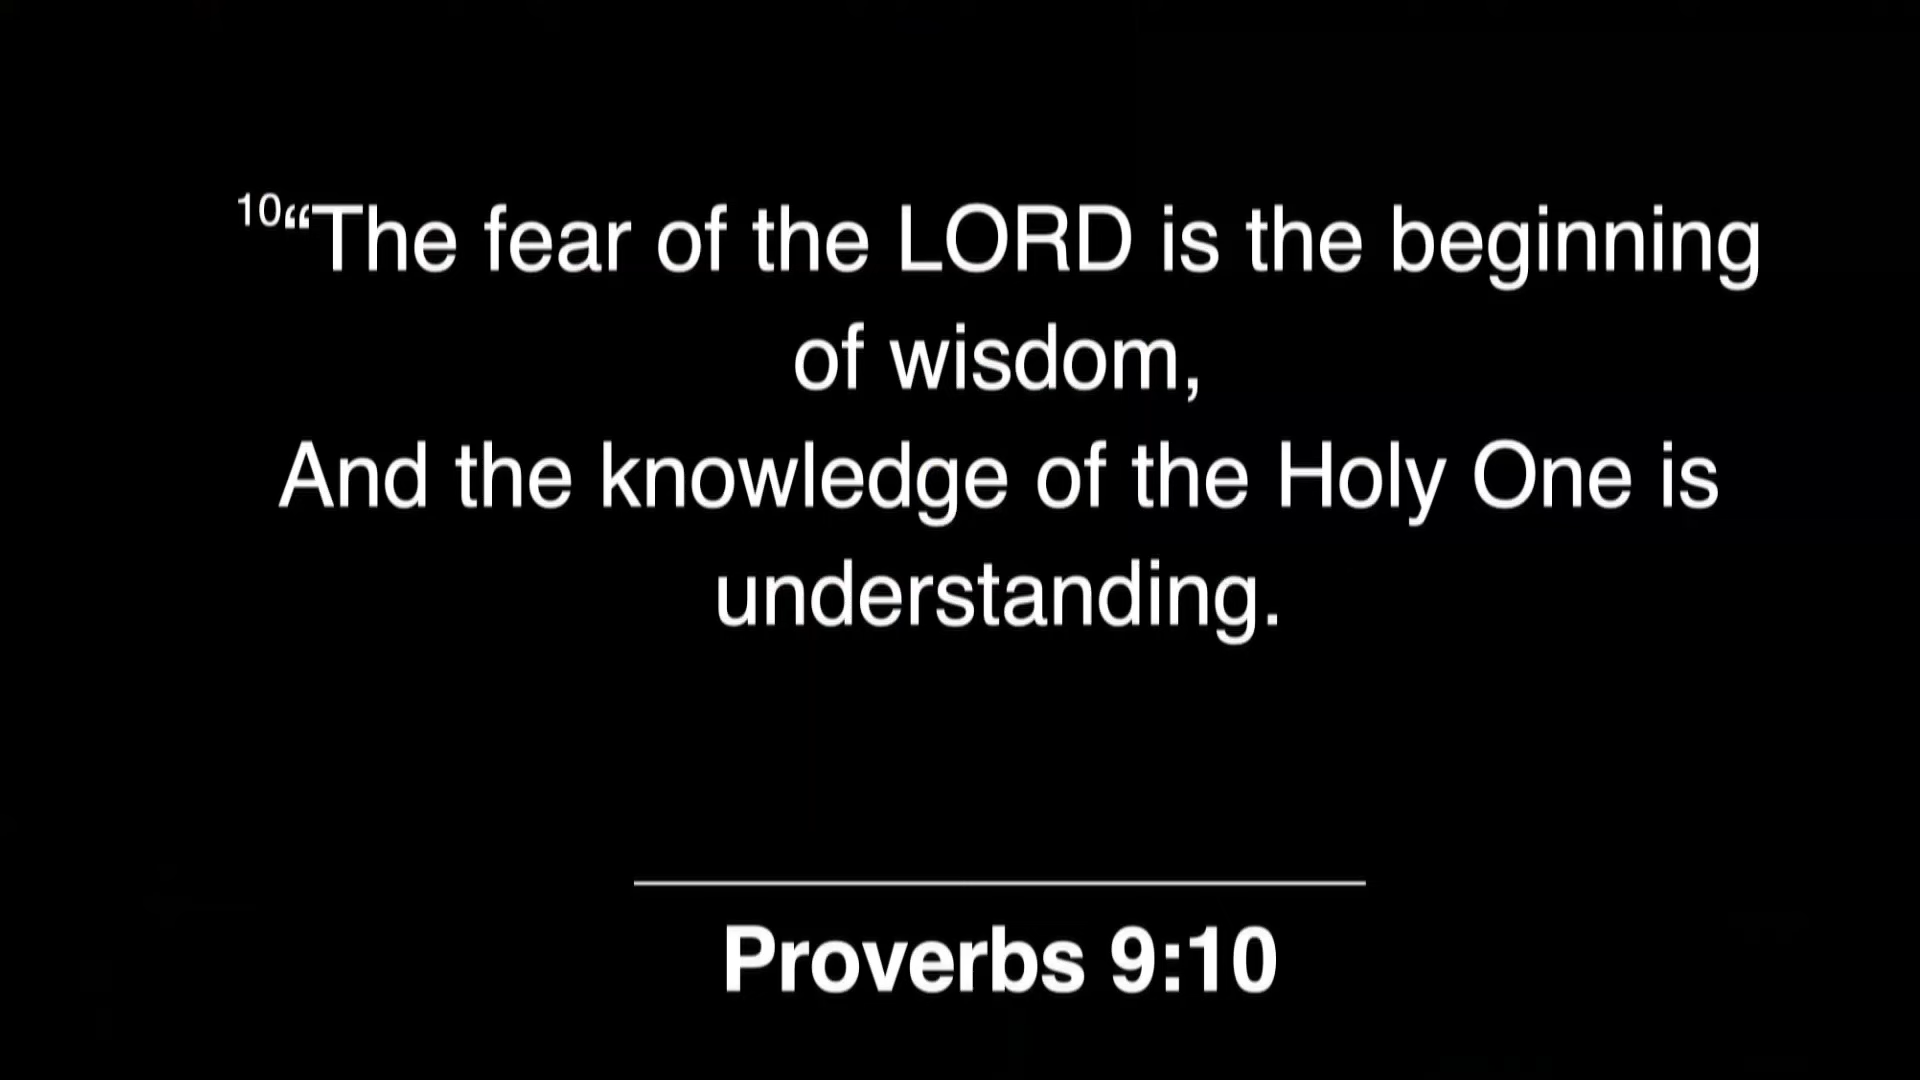 10“The fear of the LORD is the beginning
of wisdom,
And the knowledge of the Holy One is
understanding.
Proverbs 9:10